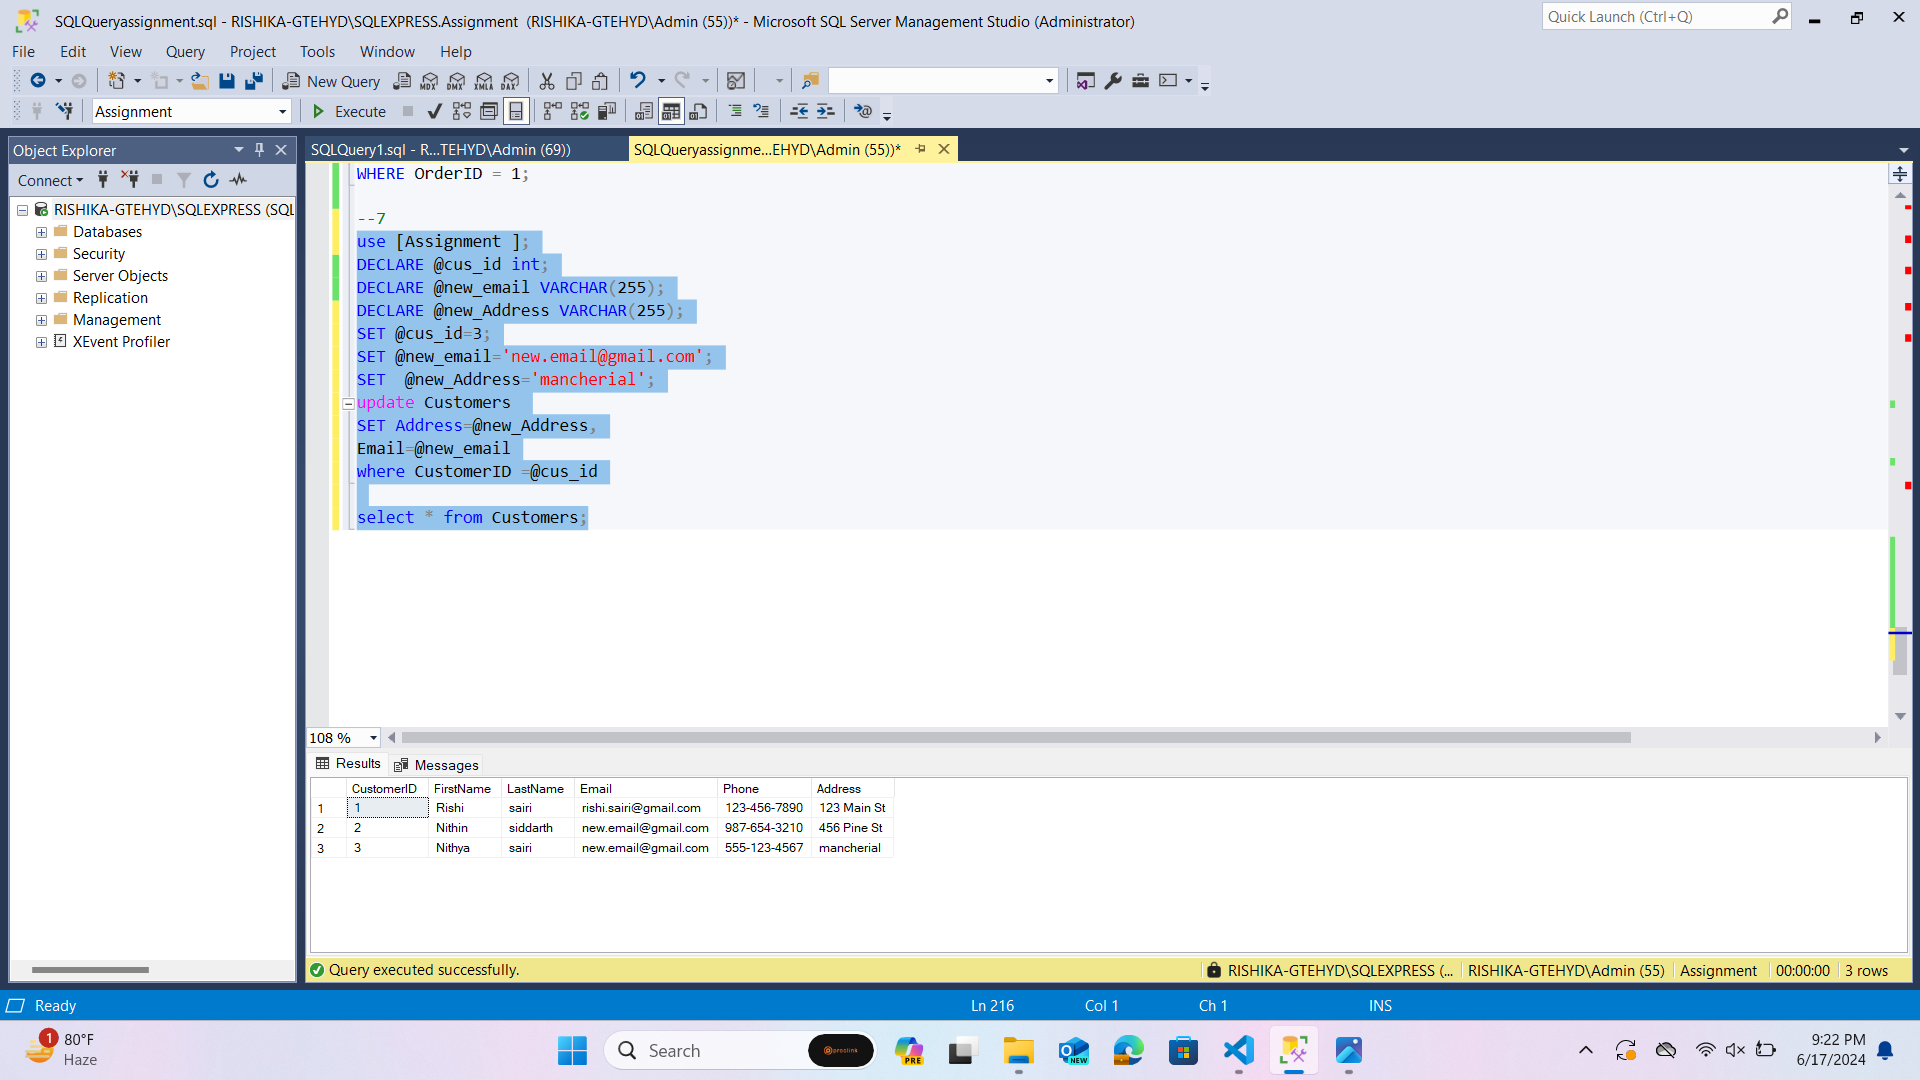 SQLQueryassignment.sql - RISHIKA-GTEHYD\SQLEXPRESS.Assignment (RISHIKA-GTEHYD\Admin (55))* - Microsoft SQL Server Management Studio (Administrator)
Quick Launch (Ctrl+Q)
File Edit View Query Project Tools Window Help
New Query MDX DMX XMLA DAX
Assignment Execute
Object Explorer
SQLQuery1.sql - R...TEHYD\Admin (69))
SQLQueryassignme...EHYD\Admin (55))*
Connect
RISHIKA-GTEHYD\SQLEXPRESS (SQL
Databases
Security
Server Objects
Replication
Management
XEvent Profiler
WHERE OrderID = 1;
--7
use [Assignment ];
DECLARE @cus_id int;
DECLARE @new_email VARCHAR(255);
DECLARE @new_Address VARCHAR(255);
SET @cus_id=3;
SET @new_email='new.email@gmail.com';
SET  @new_Address='mancherial';
update Customers
SET Address=@new_Address,
Email=@new_email
where CustomerID =@cus_id
select * from Customers;
108 %
Results Messages
CustomerID FirstName LastName Email Phone Address
1 1 Rishi sairi rishi.sairi@gmail.com 123-456-7890 123 Main St
2 2 Nithin siddarth new.email@gmail.com 987-654-3210 456 Pine St
3 3 Nithya sairi new.email@gmail.com 555-123-4567 mancherial
Query executed successfully.
RISHIKA-GTEHYD\SQLEXPRESS (... RISHIKA-GTEHYD\Admin (55) Assignment 00:00:00 3 rows
Ready Ln 216 Col 1 Ch 1 INS
1 80°F
Haze
Search
proclink
PRE
NEW
9:22 PM
6/17/2024